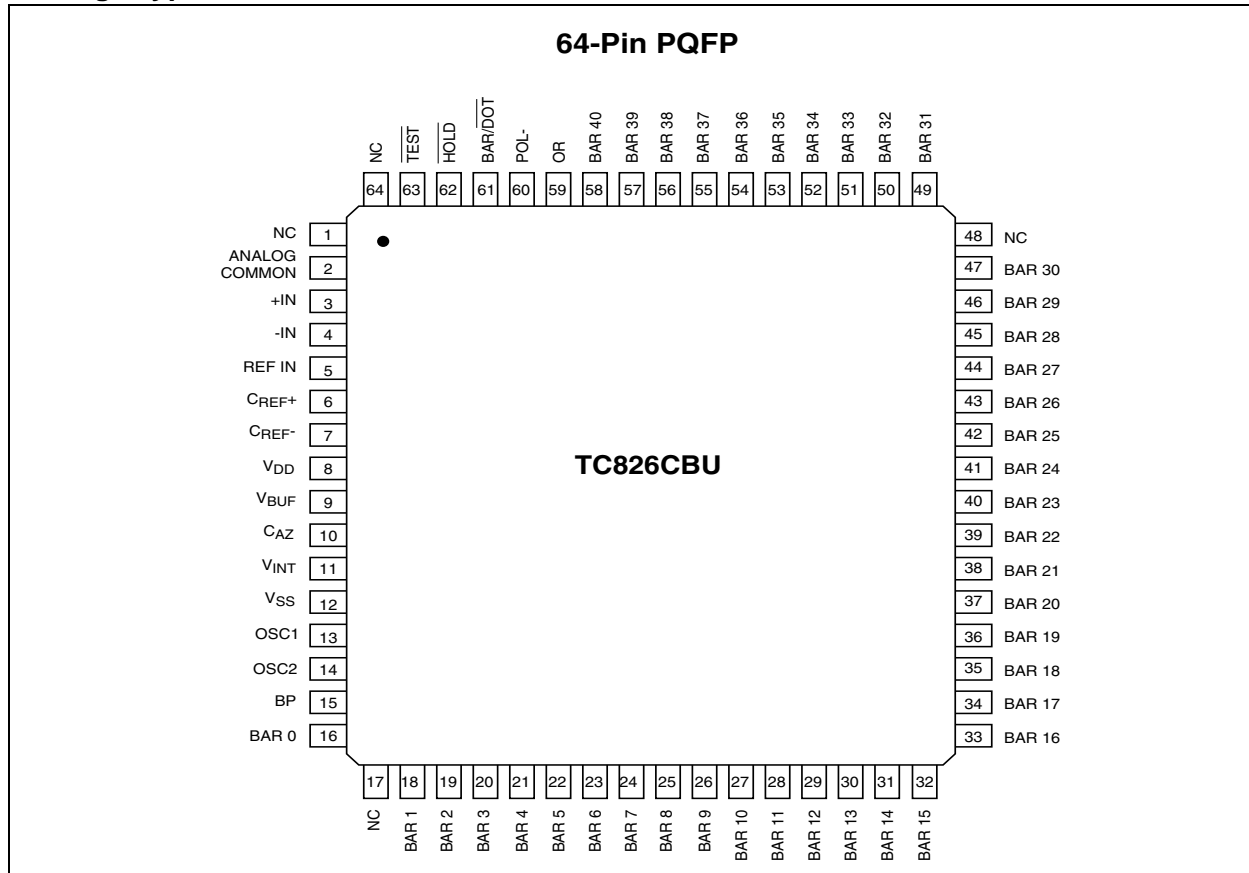 64-Pin PQFP
NC
TEST
HOLD
BAR/DOT
POL-
OR
BAR 40
BAR 39
BAR 38
BAR 37
BAR 36
BAR 35
BAR 34
BAR 33
BAR 32
BAR 31
64 63 62 61 60 59 58 57 56 55 54 53 52 51 50 49
NC 1
ANALOG
COMMON 2
+IN 3
-IN 4
REF IN 5
CREF+ 6
CREF- 7
VDD 8
VBUF 9
CAZ 10
VINT 11
VSS 12
OSC1 13
OSC2 14
BP 15
BAR 0 16
TC826CBU
48 NC
47 BAR 30
46 BAR 29
45 BAR 28
44 BAR 27
43 BAR 26
42 BAR 25
41 BAR 24
40 BAR 23
39 BAR 22
38 BAR 21
37 BAR 20
36 BAR 19
35 BAR 18
34 BAR 17
33 BAR 16
17 18 19 20 21 22 23 24 25 26 27 28 29 30 31 32
NC
BAR 1
BAR 2
BAR 3
BAR 4
BAR 5
BAR 6
BAR 7
BAR 8
BAR 9
BAR 10
BAR 11
BAR 12
BAR 13
BAR 14
BAR 15